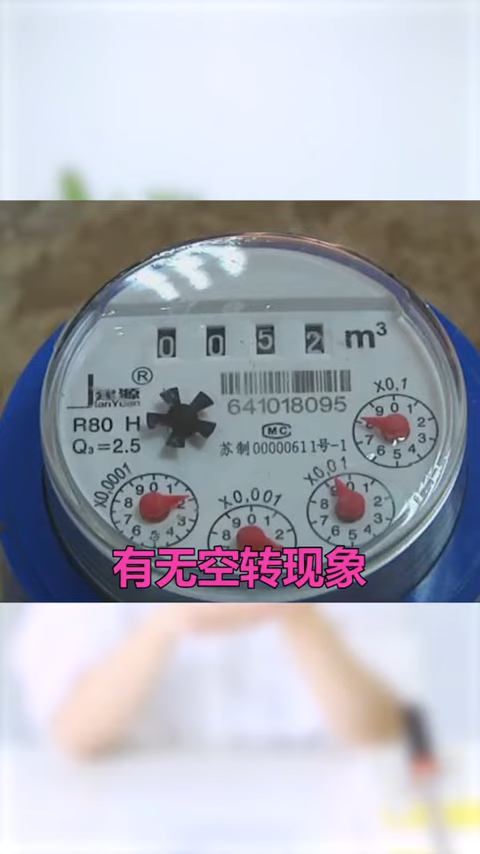 0 0 5 2 m³
建源®
JianYuan
R80 H
Q₃=2.5
641018095
MC
苏制00000611号-1
X0.1
X0.01
X0.001
X0.0001
有无空转现象